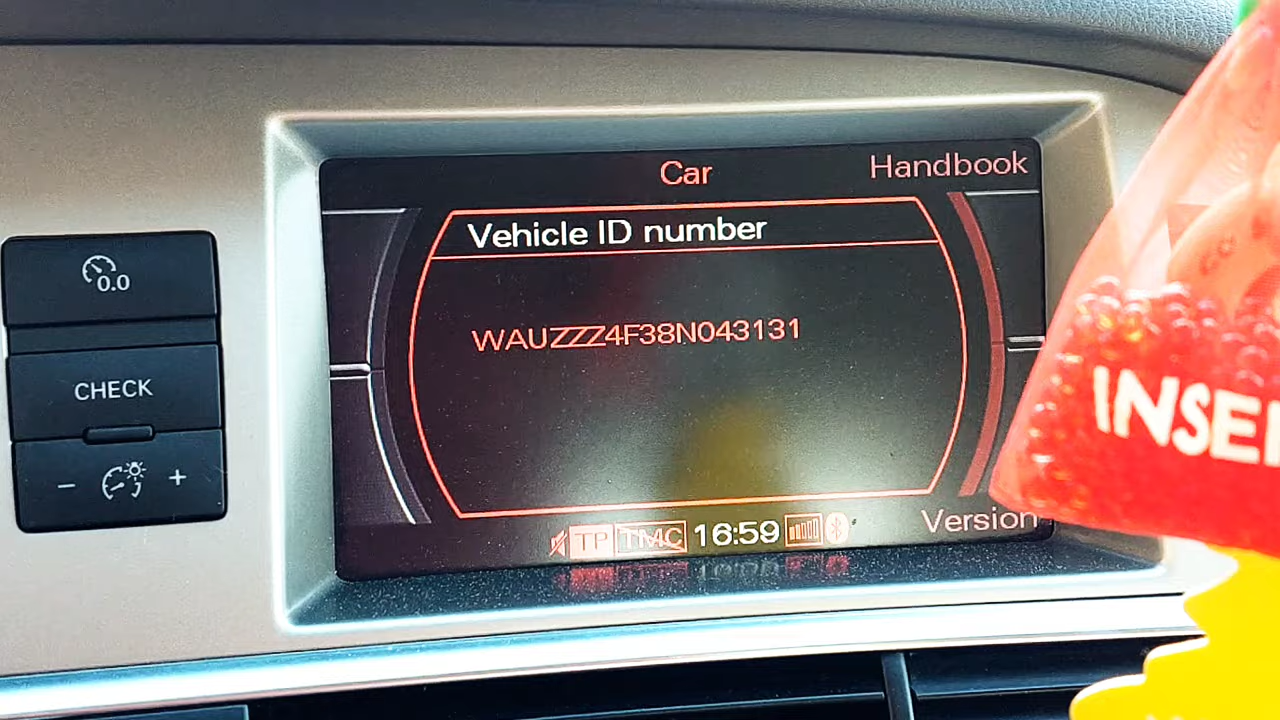 Car
Handbook
Vehicle ID number
0.0
WAUZZZ4F38N043131
CHECK
INSE
- +
Version
TP TMC 16:59